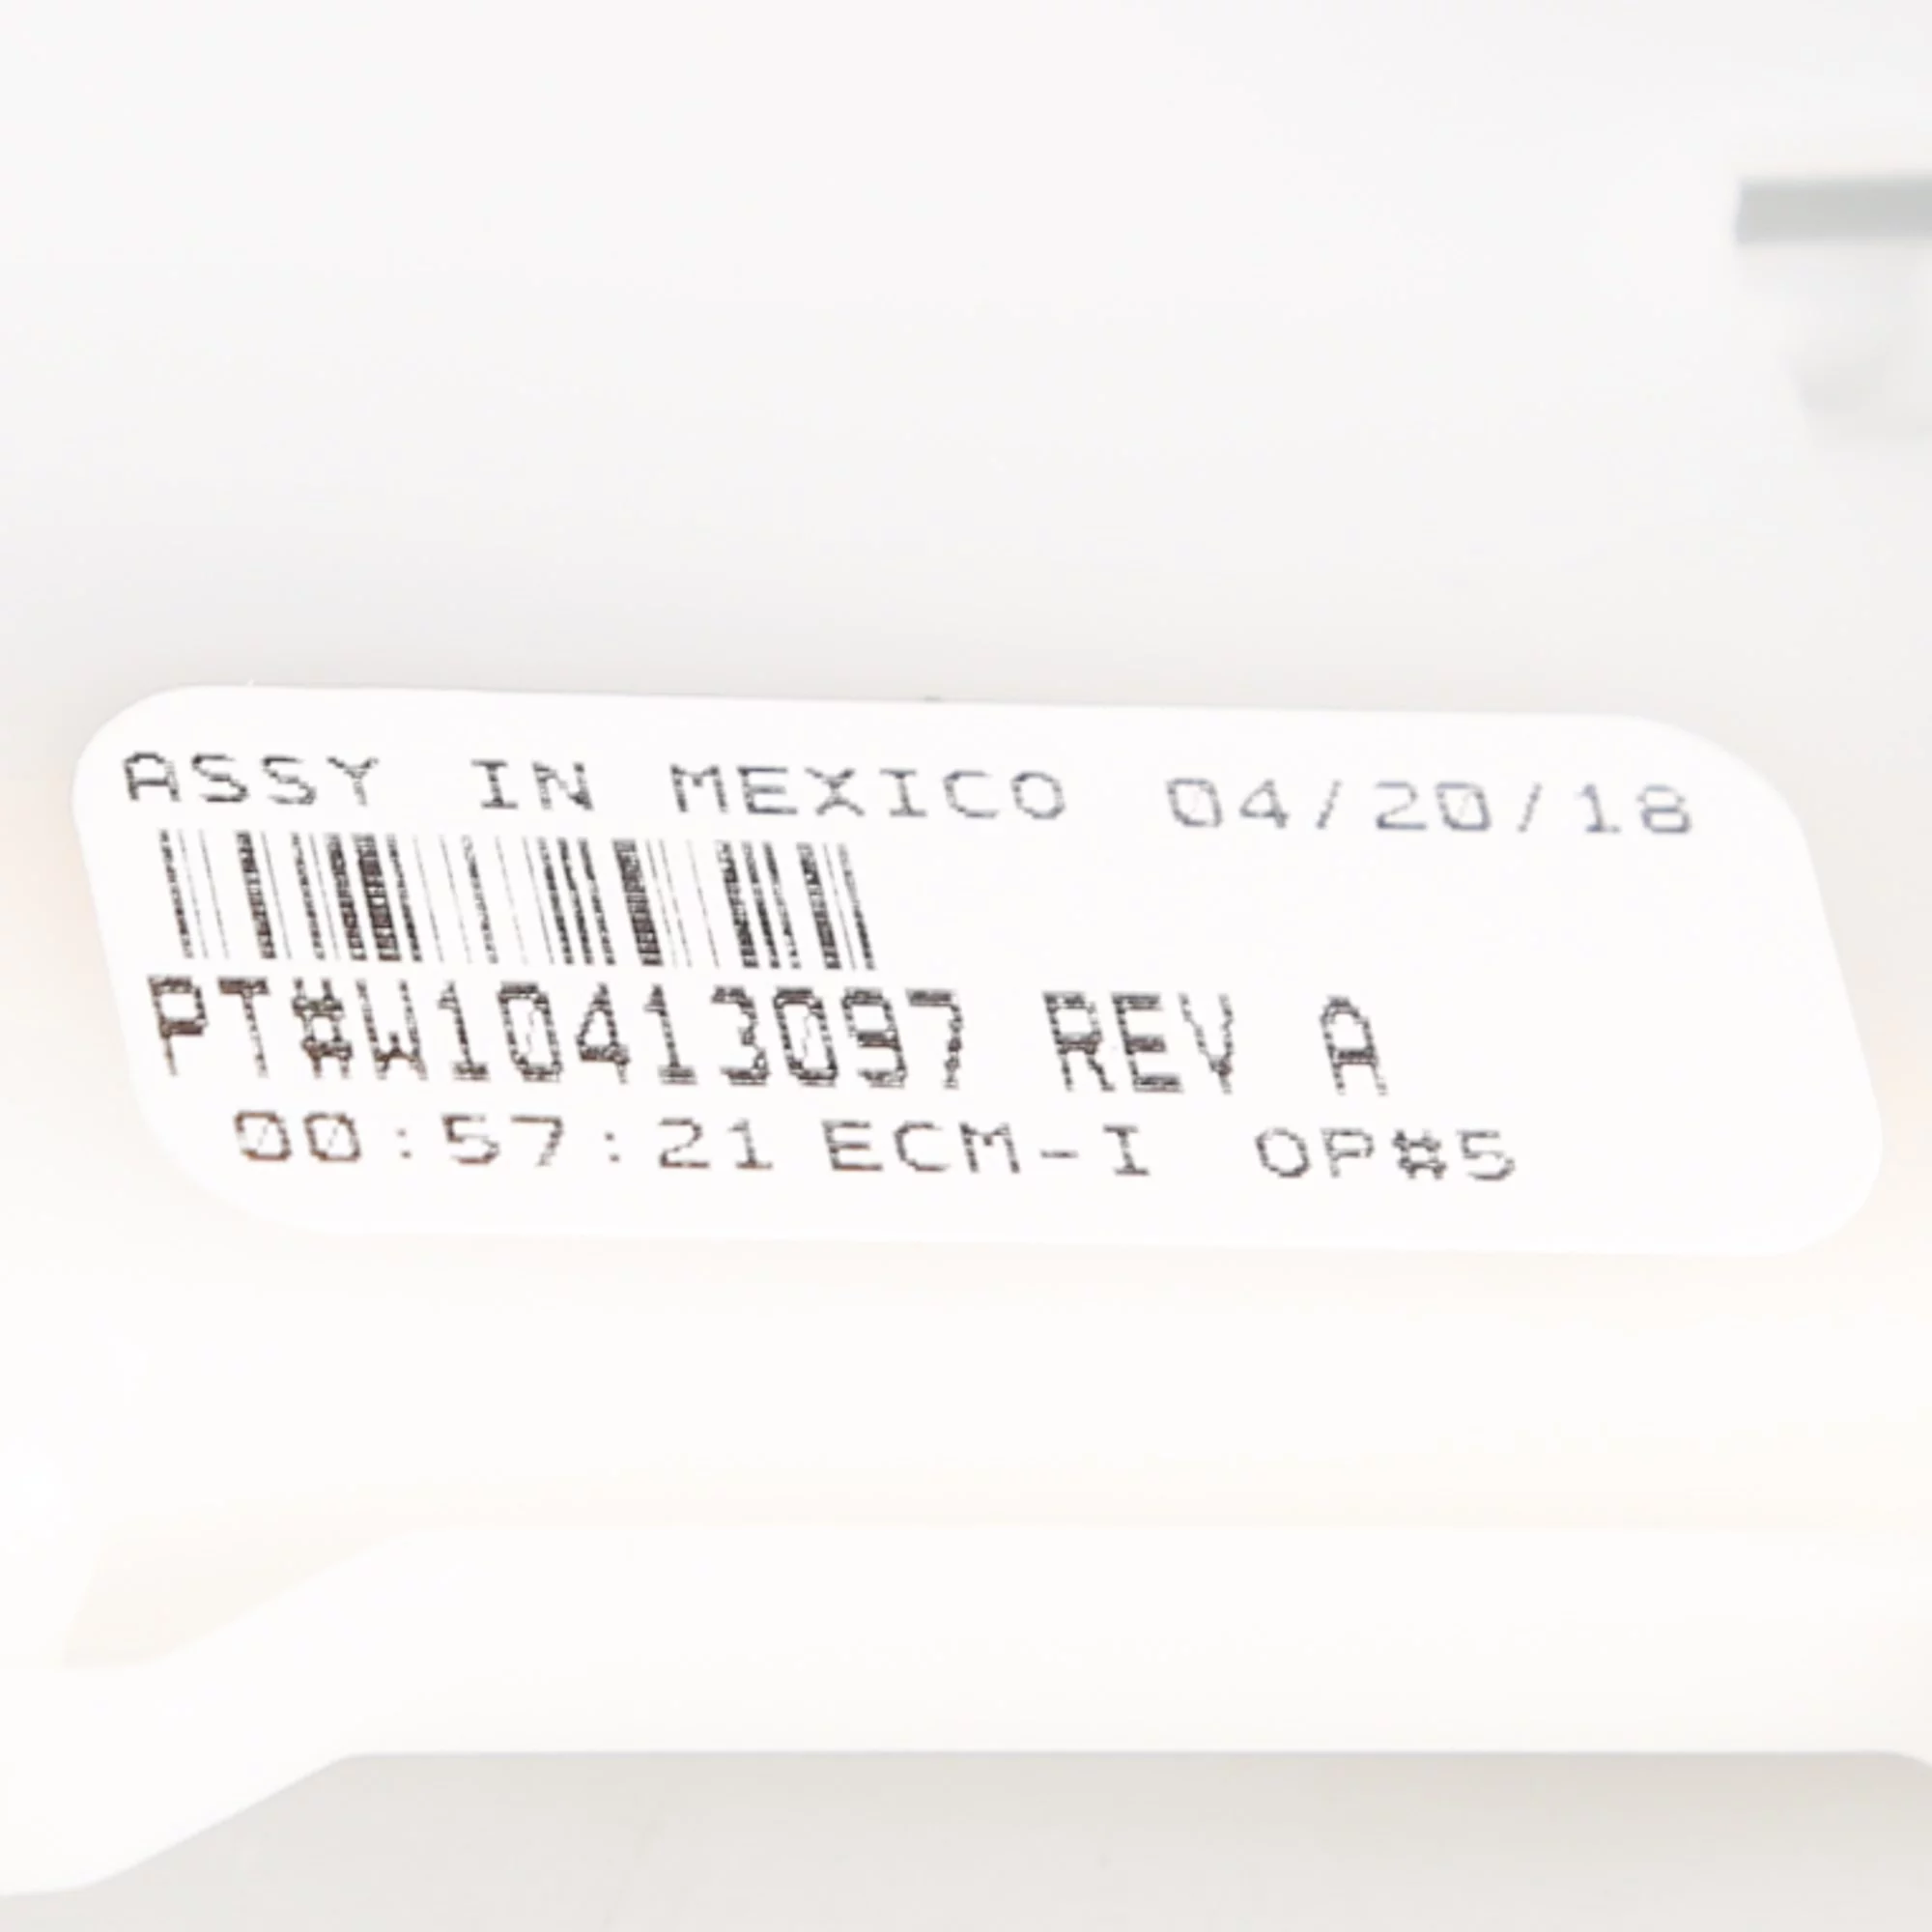 ASSY IN MEXICO 04/20/18
PT#W10413097 REV A
00:57:21 ECM-I OP#5